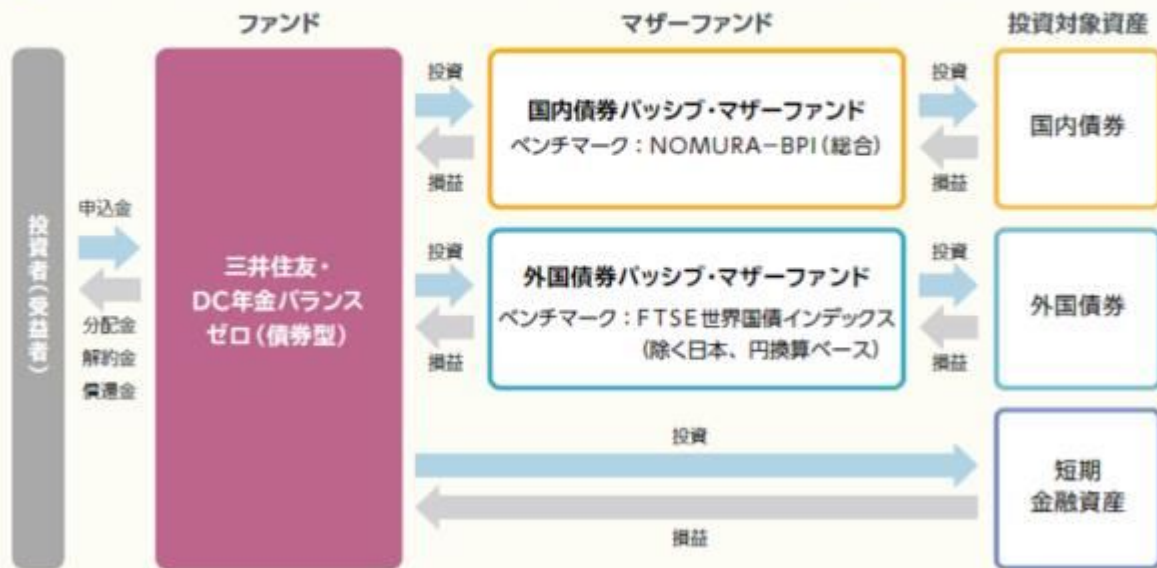 ファンド
マザーファンド
投資対象資産
投資者(受益者)
申込金
分配金
解約金
償還金
三井住友・
DC年金バランス
ゼロ(債券型)
投資
損益
国内債券パッシブ・マザーファンド
ベンチマーク:NOMURA-BPI(総合)
投資
損益
国内債券
投資
損益
外国債券パッシブ・マザーファンド
ベンチマーク:FTSE世界国債インデックス
(除く日本、円換算ベース)
投資
損益
外国債券
投資
損益
短期
金融資産